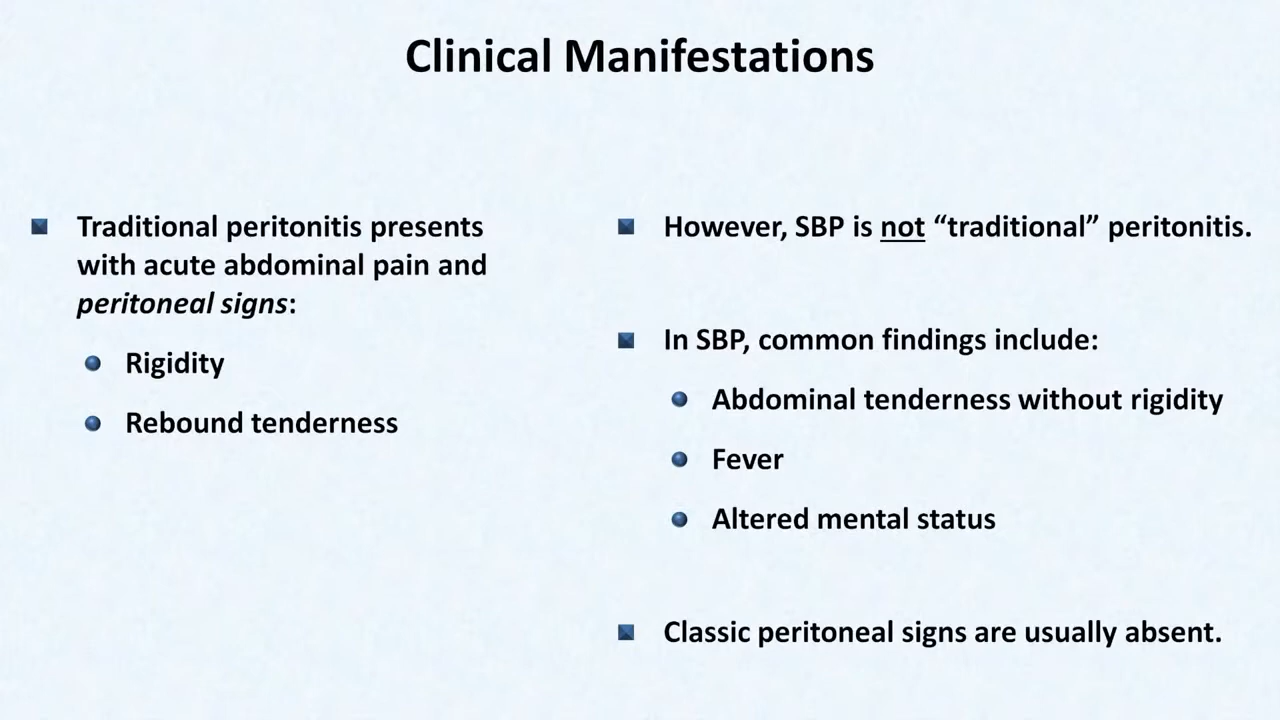 Clinical Manifestations
Traditional peritonitis presents
with acute abdominal pain and
peritoneal signs:
Rigidity
Rebound tenderness
However, SBP is not “traditional” peritonitis.
In SBP, common findings include:
Abdominal tenderness without rigidity
Fever
Altered mental status
Classic peritoneal signs are usually absent.